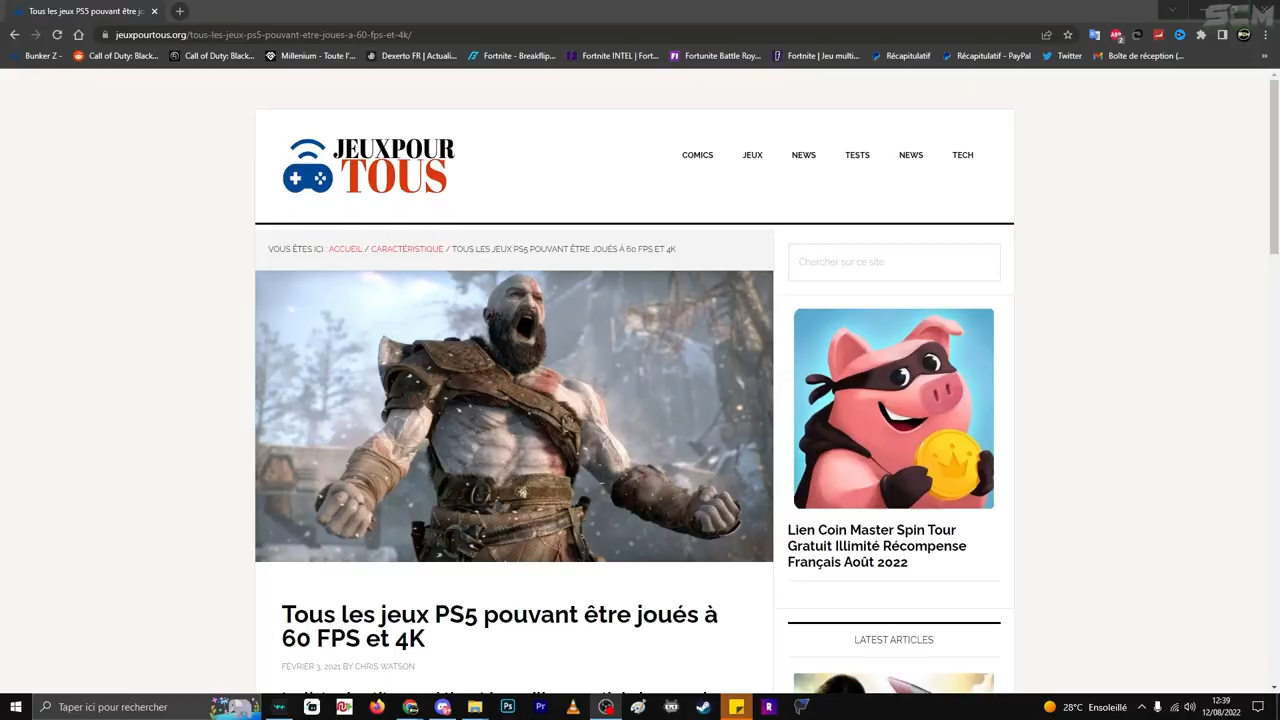 Tous les jeux PS5 pouvant être jo
SCM
jeuxpourtous.org/tous-les-jeux-ps5-pouvant-etre-joues-a-60-fps-et-4k/
Bunker Z - Call of Duty: Black... Call of Duty: Black... Millenium - Toute l'i... Dexerto FR | Actuali... Fortnite - Breakflip... Fortnite INTEL | Fort... Fortunite Battle Roy... Fortnite | Jeu multi... Récapitulatif Récapitulatif - PayPal Twitter Boîte de réception (... »
JEUXPOUR
TOUS
COMICS JEUX NEWS TESTS NEWS TECH
VOUS ÊTES ICI : ACCUEIL / CARACTÉRISTIQUE / TOUS LES JEUX PS5 POUVANT ÊTRE JOUÉS À 60 FPS ET 4K
Chercher sur ce site
Lien Coin Master Spin Tour
Gratuit Illimité Récompense
Français Août 2022
Tous les jeux PS5 pouvant être joués à
60 FPS et 4K
FÉVRIER 3, 2021 BY CHRIS WATSON
LATEST ARTICLES
Taper ici pour rechercher
28°C Ensoleillé
12:39
12/08/2022